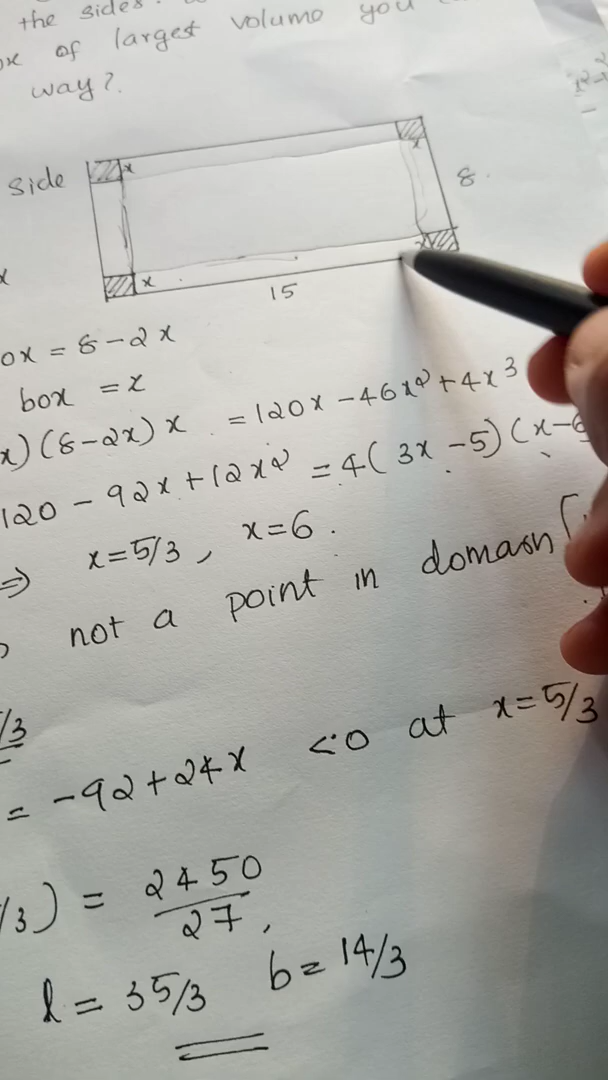 the sides.
of largest volume you
way?
side x x
8.
x x
x
15
ox = 8-2x
box = x
x)(8-2x)x = 120x - 46x² + 4x³
120 - 92x + 12x² = 4(3x-5)(x-6
⇒ x=5/3, x=6.
not a point in domain [
/3
= -92+24x <0 at x=5/3
/3) = 2450/27,
l = 35/3 b = 14/3